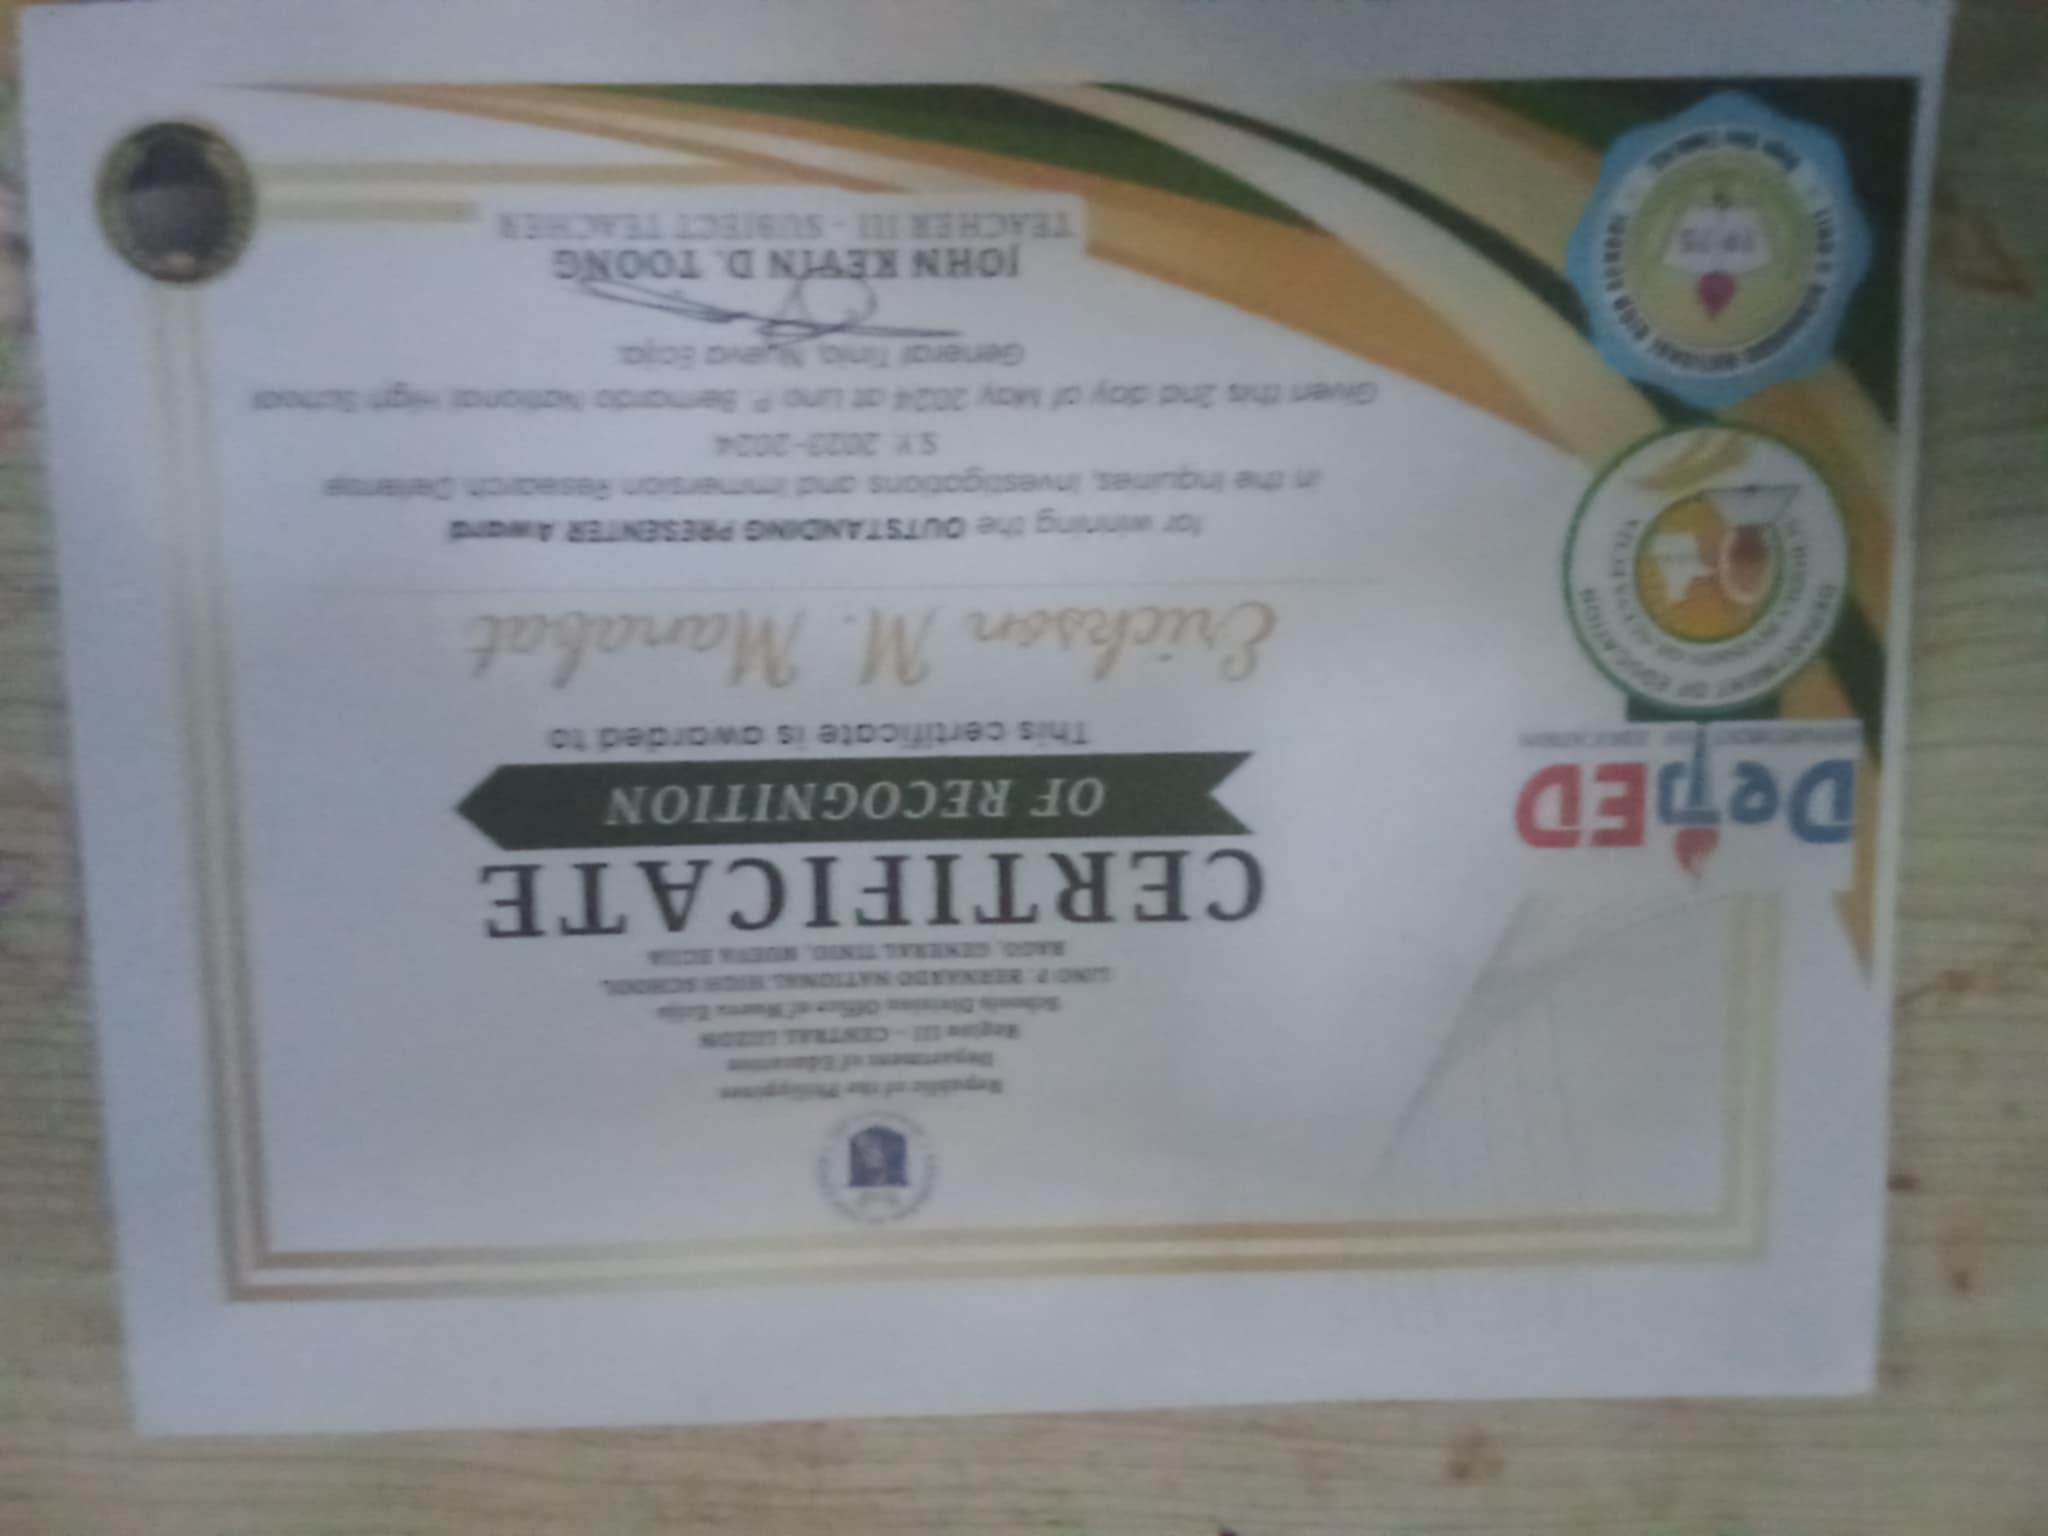 Republic of the Philippines
Department of Education
Region III - CENTRAL LUZON
Schools Division Office of Nueva Ecija
LINO P. BERNARDO NATIONAL HIGH SCHOOL
BAGO, GENERAL TINIO, NUEVA ECIJA
CERTIFICATE
OF RECOGNITION
This certificate is awarded to
Erickson M. Manabat
for winning the OUTSTANDING PRESENTER Award
in the Inquiries, Investigations and Immersion Research Defense
S.Y. 2023-2024
Given this 2nd day of May, 2024 at Lino P. Bernardo National High School
General Tinio, Nueva Ecija.
JOHN KEVIN D. TOONG
TEACHER III - SUBJECT TEACHER
DepED
DEPARTMENT OF EDUCATION
DEPARTMENT OF EDUCATION
SCHOOLS DIVISION OF NUEVA ECIJA
LINO P. BERNARDO NATIONAL HIGH SCHOOL